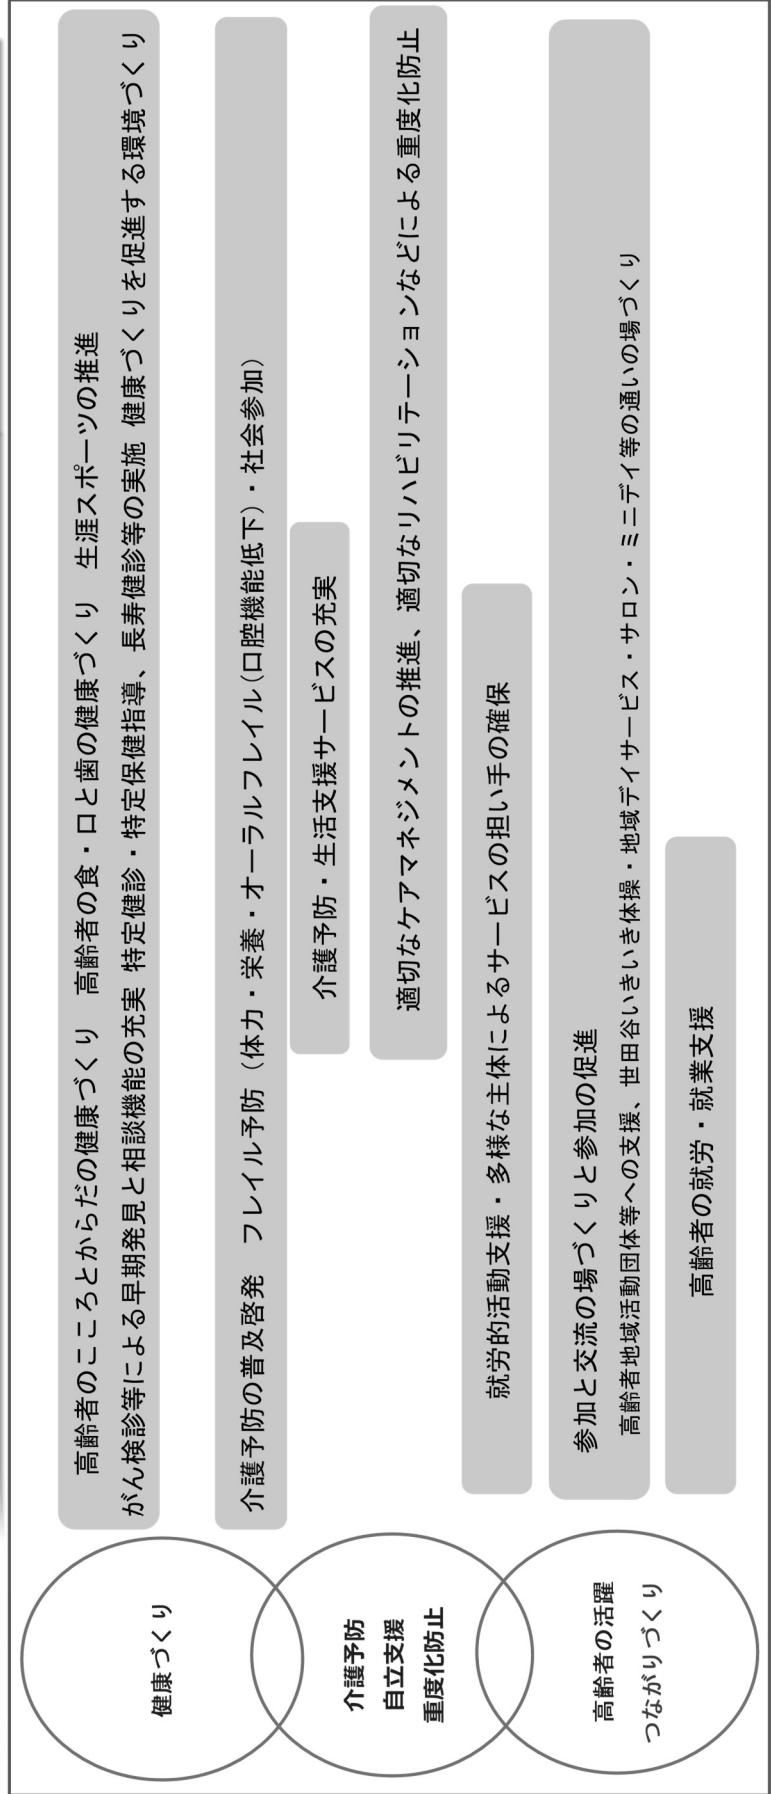 健康づくり
高齢者のこころとからだの健康づくり　高齢者の食・口と歯の健康づくり　生涯スポーツの推進
がん検診等による早期発見と相談機能の充実 特定健診・特定保健指導、長寿健診等の実施 健康づくりを促進する環境づくり
介護予防の普及啓発　フレイル予防（体力・栄養・オーラルフレイル(口腔機能低下)・社会参加）
介護予防
自立支援
重度化防止
介護予防・生活支援サービスの充実
適切なケアマネジメントの推進、適切なリハビリテーションなどによる重度化防止
就労的活動支援・多様な主体によるサービスの担い手の確保
高齢者の活躍
つながりづくり
参加と交流の場づくりと参加の促進
高齢者地域活動団体等への支援、世田谷いきいき体操・地域デイサービス・サロン・ミニデイ等の通いの場づくり
高齢者の就労・就業支援